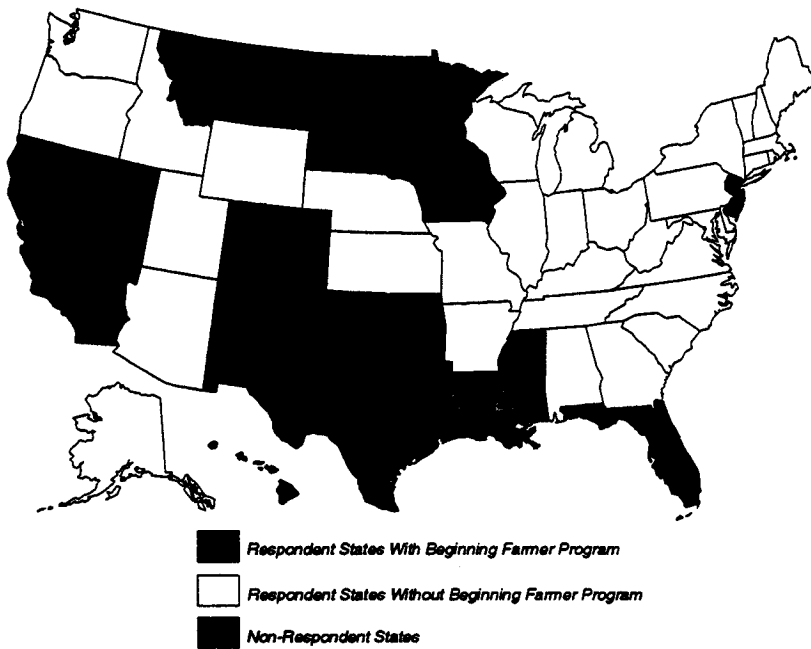 Respondent States With Beginning Farmer Program
Respondent States Without Beginning Farmer Program
Non-Respondent States